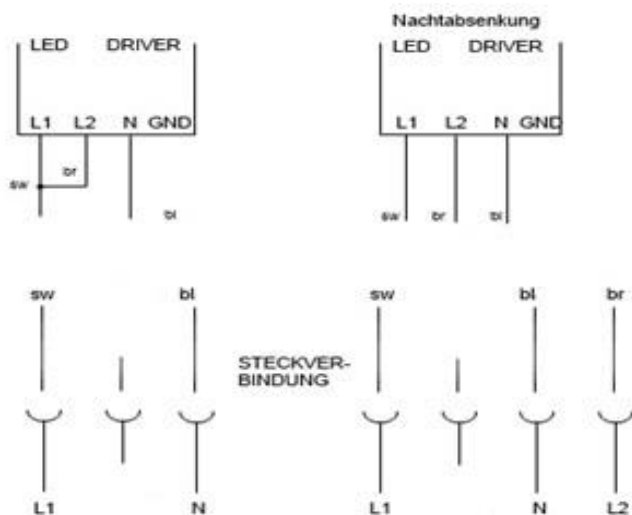 Nachtabsenkung
LED DRIVER
L1 L2 N GND
sw br bl
LED DRIVER
L1 L2 N GND
sw br bl
sw bl
STECKVER-
BINDUNG
L1 N
sw bl br
L1 N L2